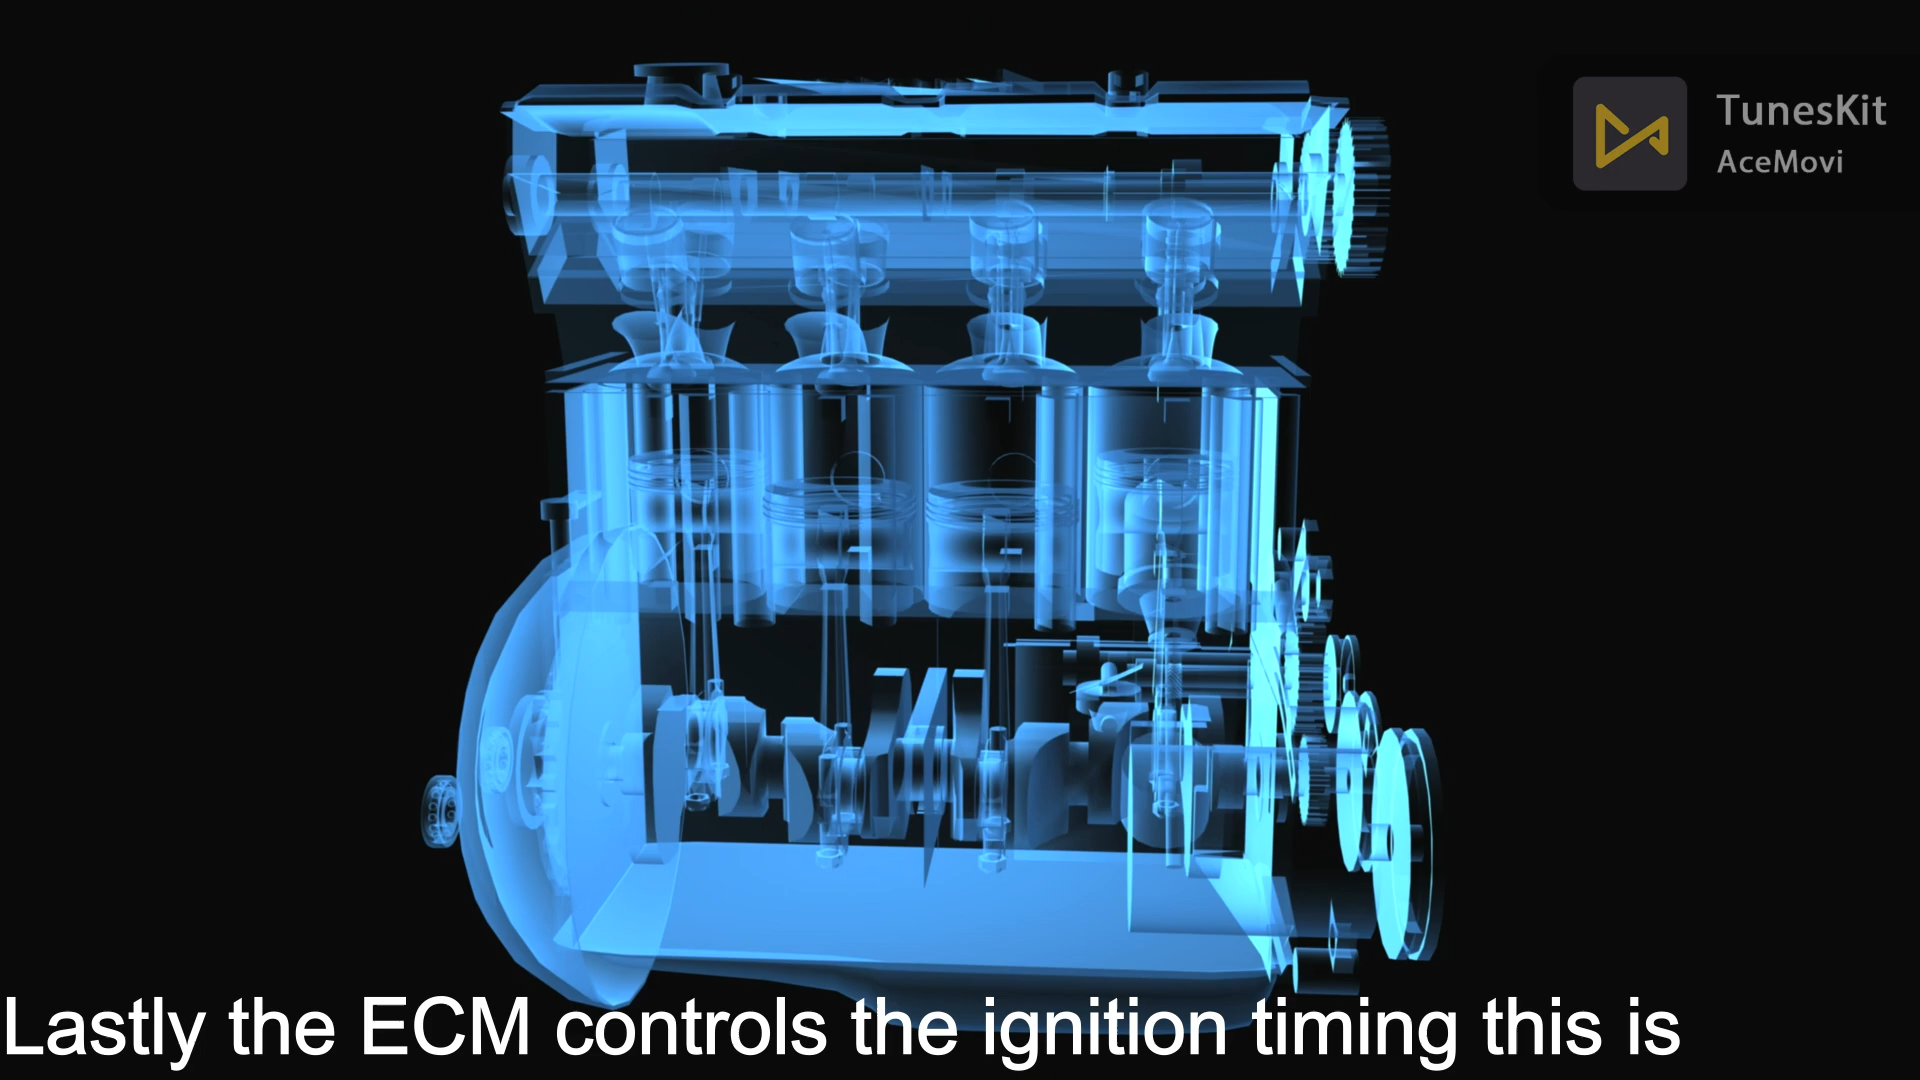 TunesKit
AceMovi
Lastly the ECM controls the ignition timing this is